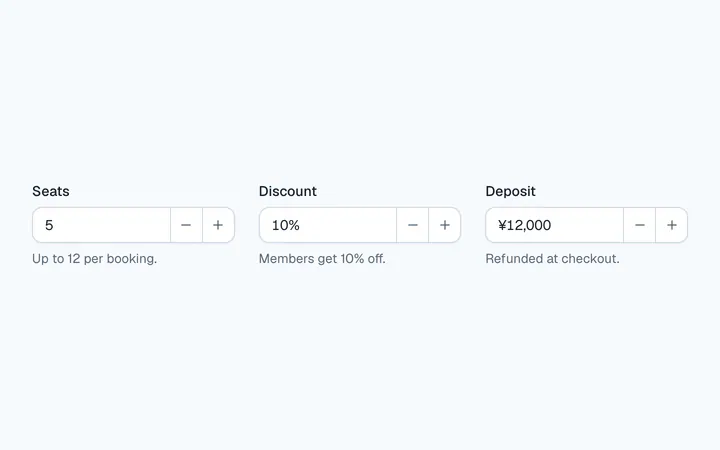 Seats
5
Up to 12 per booking.
Discount
10%
Members get 10% off.
Deposit
¥12,000
Refunded at checkout.